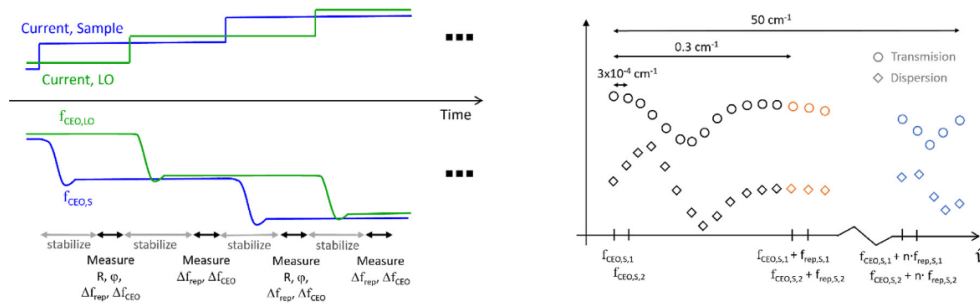 Current, Sample
Current, LO
Time
f_CEO,LO
f_CEO,S
stabilize
stabilize
stabilize
stabilize
Measure
R, φ,
Δf_rep, Δf_CEO
Measure
Δf_rep, Δf_CEO
Measure
R, φ,
Δf_rep, Δf_CEO
Measure
Δf_rep, Δf_CEO
50 cm⁻¹
0.3 cm⁻¹
3x10⁻⁴ cm⁻¹
Transmision
Dispersion
f_CEO,S,1
f_CEO,S,2
f_CEO,S,1 + f_rep,S,1
f_CEO,S,2 + f_rep,S,2
f_CEO,S,1 + n·f_rep,S,1
f_CEO,S,2 + n·f_rep,S,2